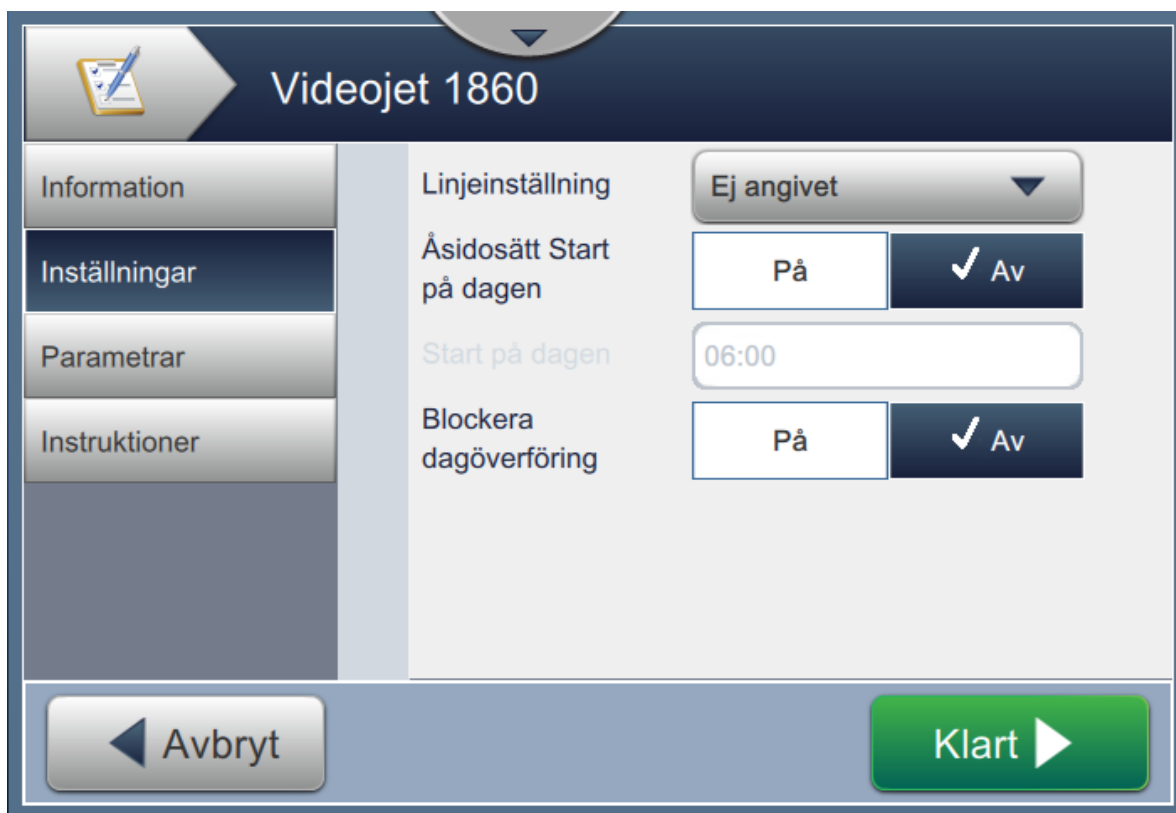 Videojet 1860
Information
Inställningar
Parametrar
Instruktioner
Linjeinställning
Ej angivet
Åsidosätt Start
på dagen
På
Av
Start på dagen
06:00
Blockera
dagöverföring
På
Av
Avbryt
Klart